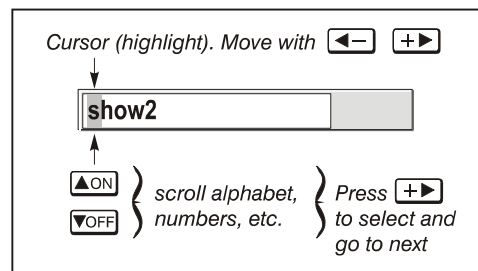 Cursor (highlight). Move with ◄− +►
show2
▲ON scroll alphabet, Press +►
▼OFF numbers, etc. to select and
go to next